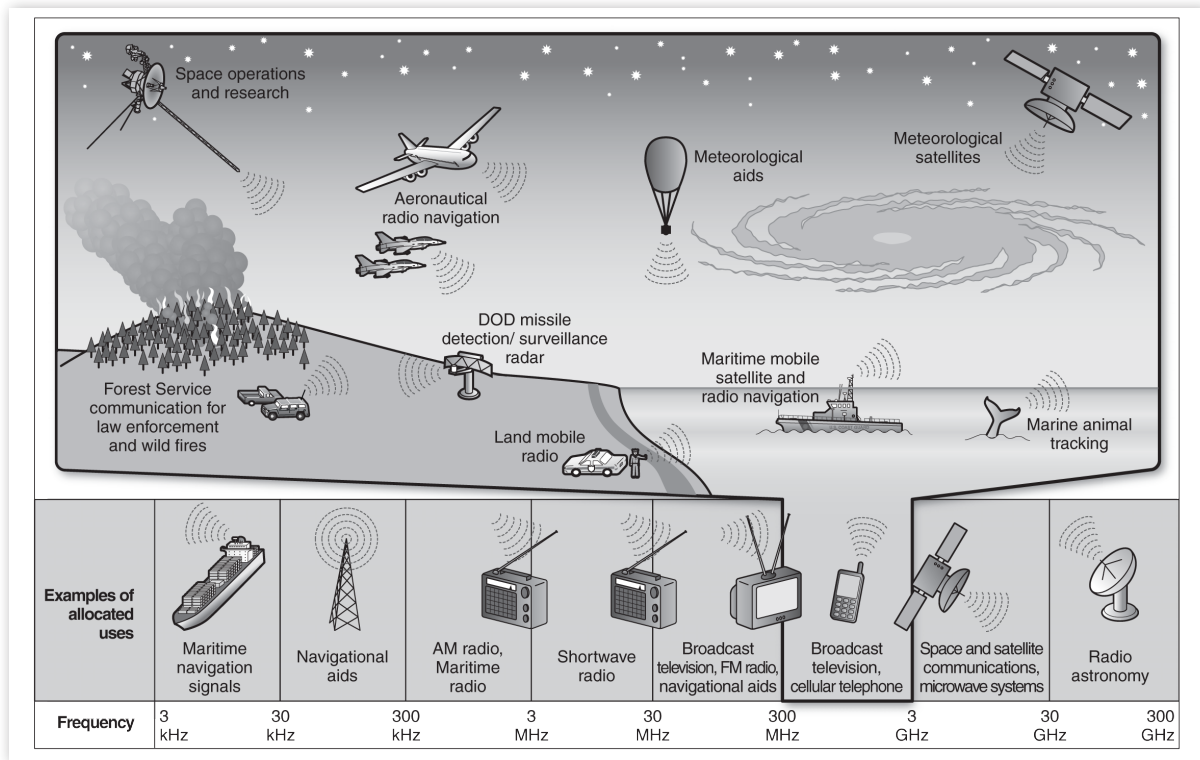 Space operations
and research
Meteorological
satellites
Meteorological
aids
Aeronautical
radio navigation
DOD missile
detection/ surveillance
radar
Maritime mobile
satellite and
radio navigation
Forest Service
communication for
law enforcement
and wild fires
Marine animal
tracking
Land mobile
radio
Examples of
allocated
uses
Maritime
navigation
signals
Navigational
aids
AM radio,
Maritime
radio
Shortwave
radio
Broadcast
television, FM radio,
navigational aids
Broadcast
television,
cellular telephone
Space and satellite
communications,
microwave systems
Radio
astronomy
Frequency
3
kHz
30
kHz
300
kHz
3
MHz
30
MHz
300
MHz
3
GHz
30
GHz
300
GHz